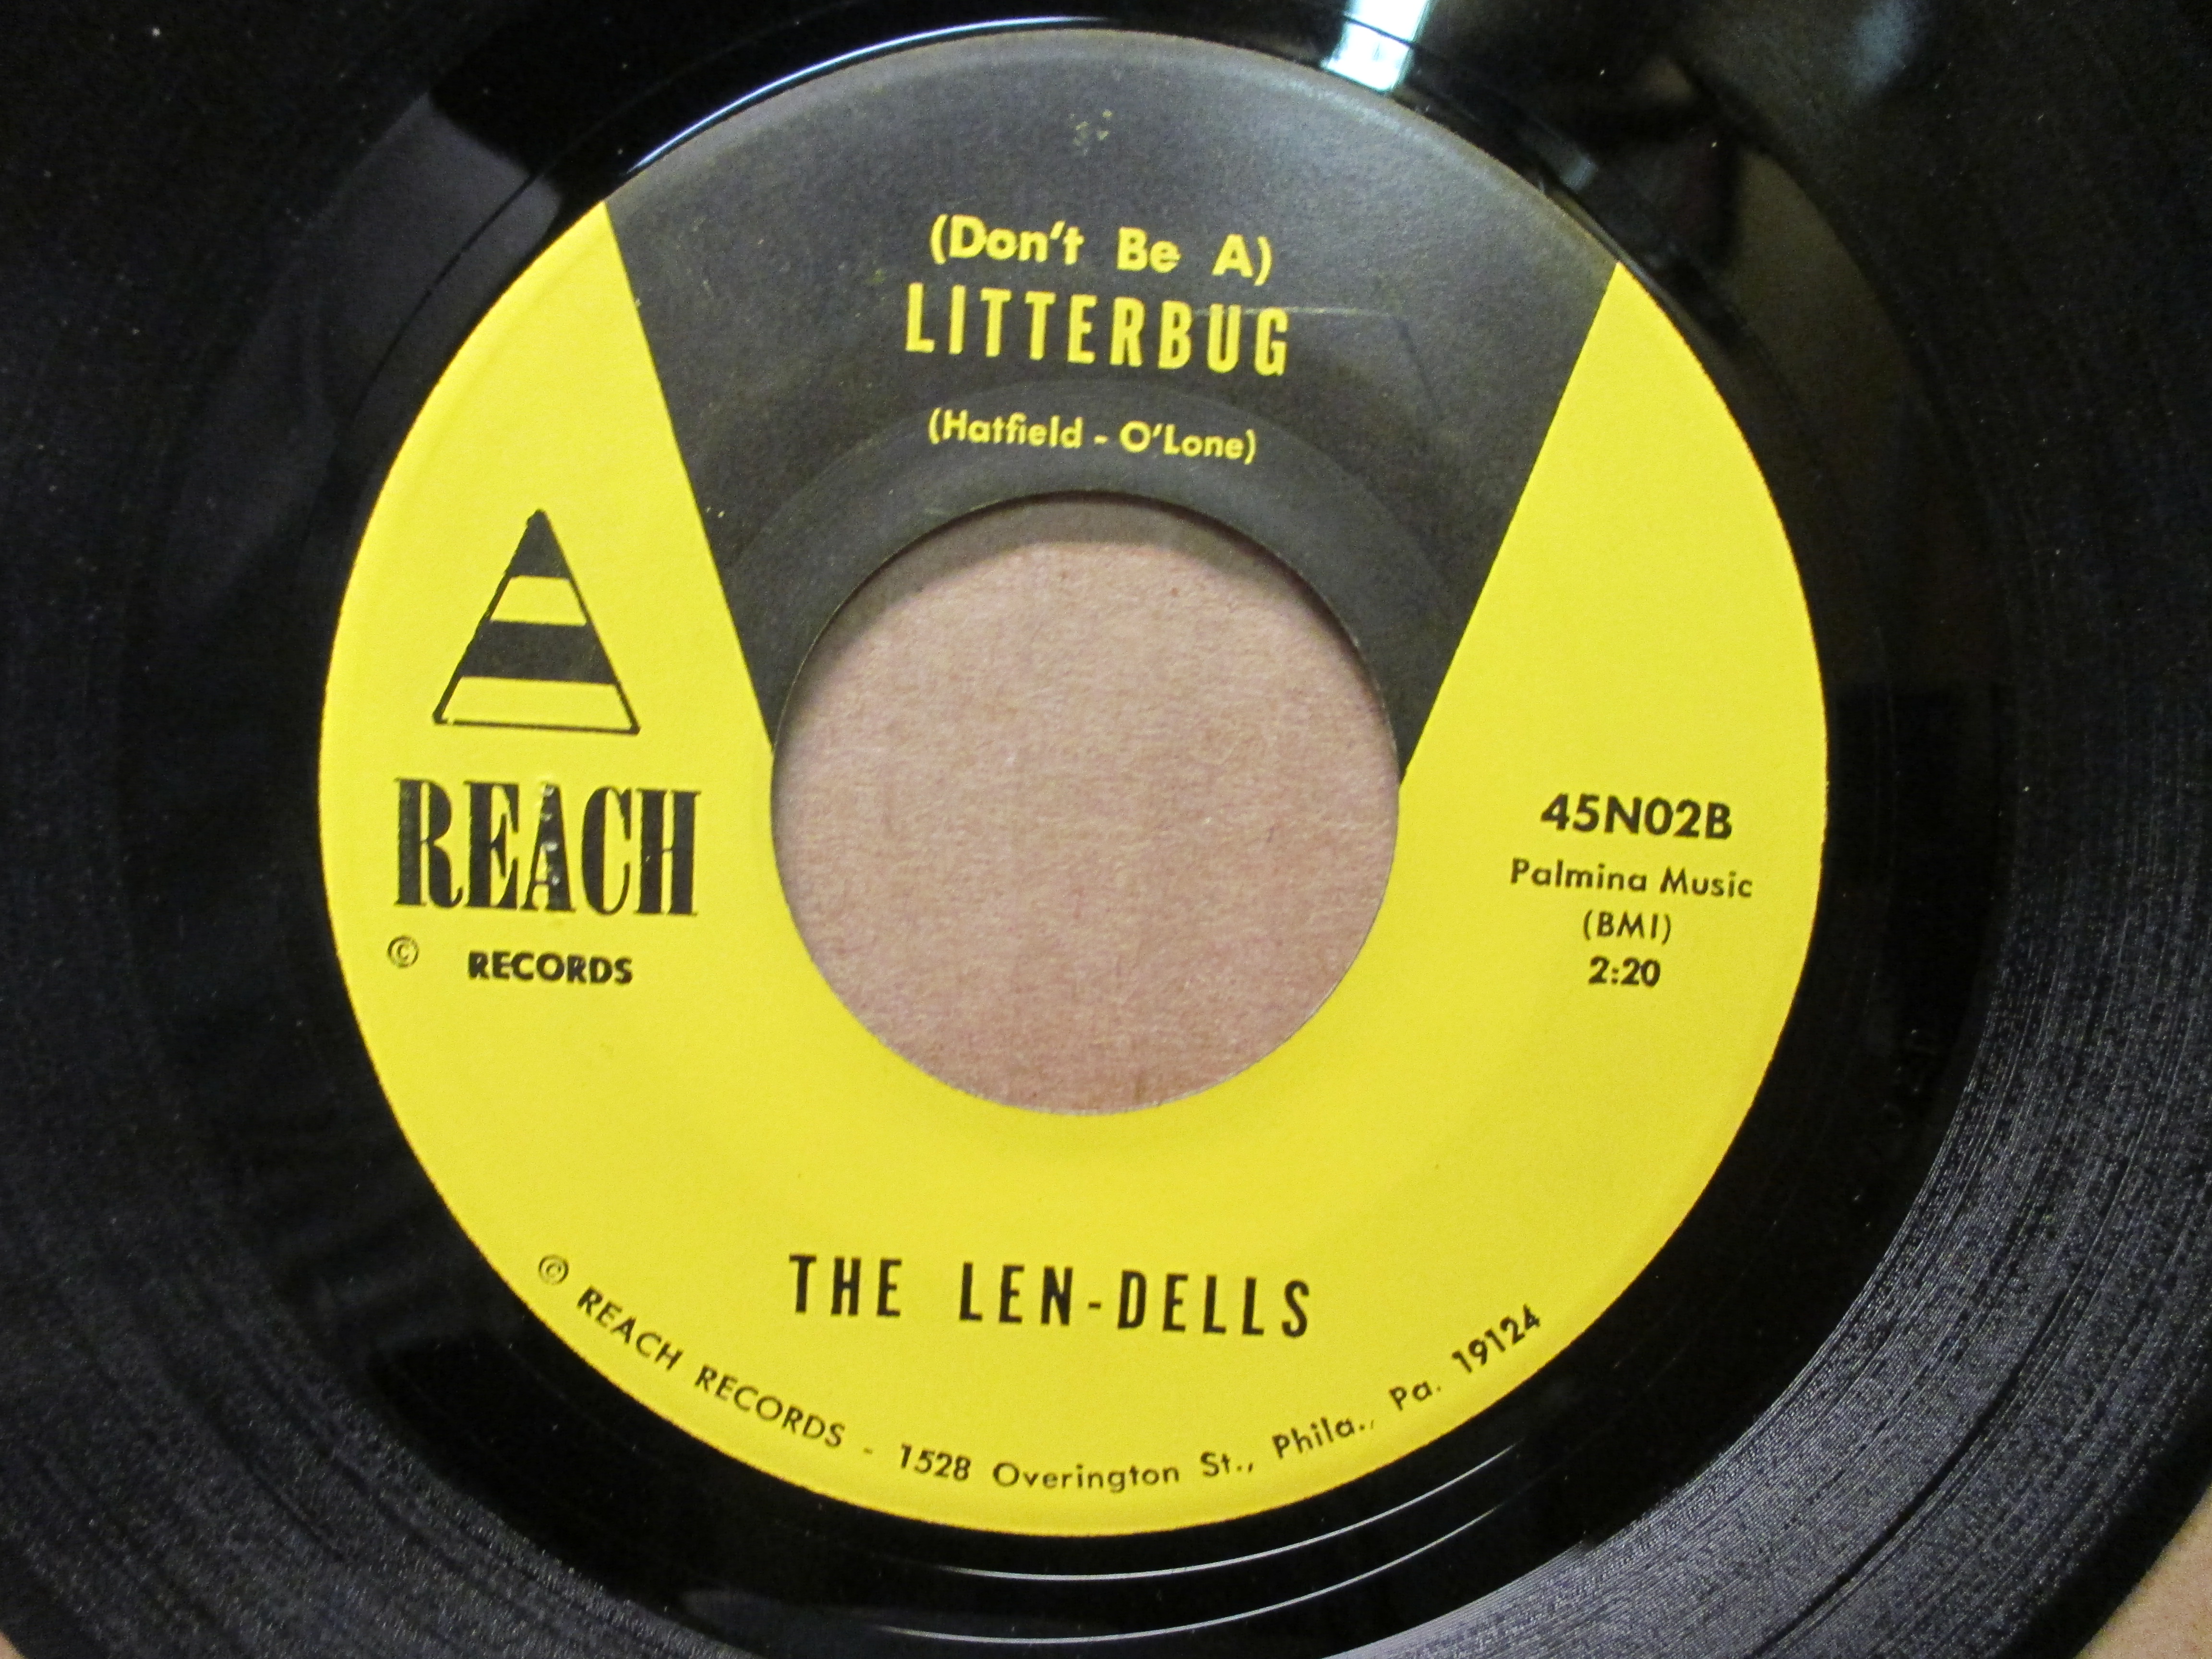 (Don't Be A)
LITTERBUG
(Hatfield - O'Lone)
REACH
© RECORDS
45N02B
Palmina Music
(BMI)
2:20
THE LEN-DELLS
© REACH RECORDS - 1528 Overington St., Phila., Pa. 19124